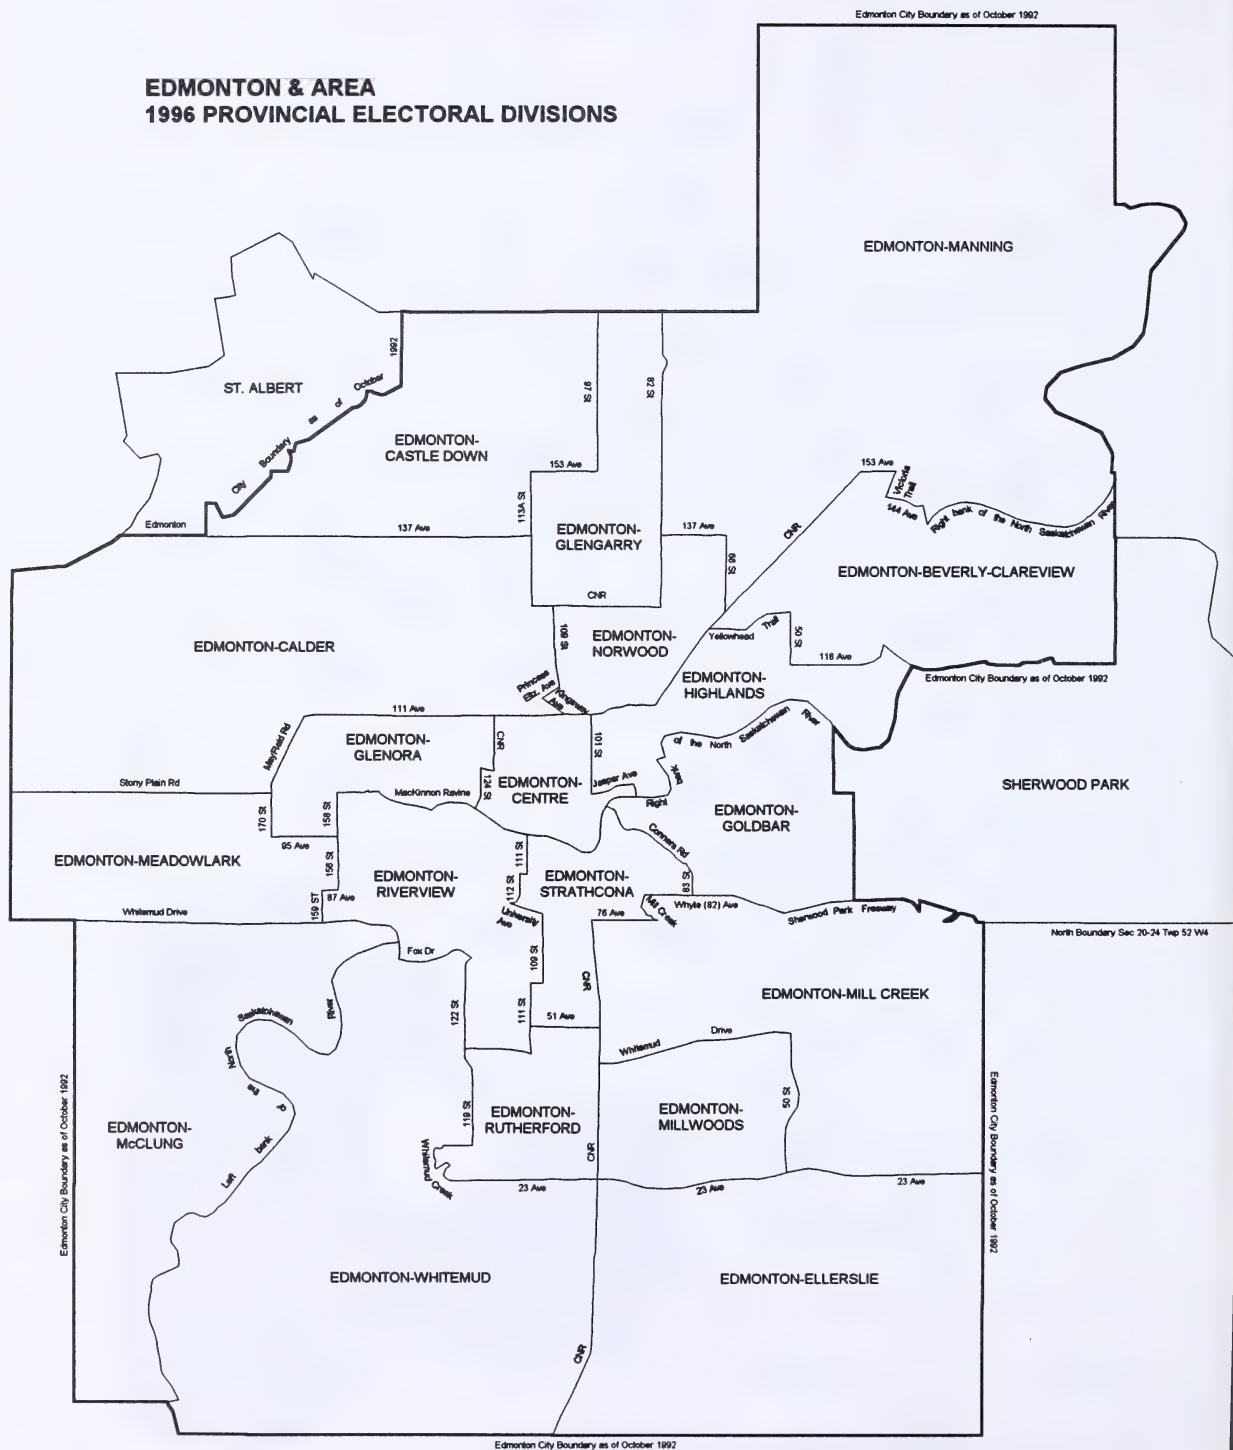 Edmonton City Boundary as of October 1992
EDMONTON & AREA
1996 PROVINCIAL ELECTORAL DIVISIONS
EDMONTON-MANNING
1992
ST. ALBERT
City Boundary as of October
97 St
82 St
EDMONTON-
CASTLE DOWN
153 Ave
153 Ave
Victoria
Trail
113A St
144 Ave
Right bank of the North Saskatchewan River
Edmonton
137 Ave
EDMONTON-
GLENGARRY
137 Ave
CNR
66 St
EDMONTON-BEVERLY-CLAREVIEW
CNR
109 St
EDMONTON-
NORWOOD
Yellowhead Trail
50 St
EDMONTON-CALDER
118 Ave
Princess
Eliz. Ave
Kingsway
Ave
EDMONTON-
HIGHLANDS
Edmonton City Boundary as of October 1992
111 Ave
Mayfield Rd
EDMONTON-
GLENORA
CNR
101 St
of the North Saskatchewan River
bank
Right
Stony Plain Rd
MacKinnon Ravine
124 St
EDMONTON-
CENTRE
Jasper Ave
SHERWOOD PARK
170 St
158 St
EDMONTON-
GOLDBAR
95 Ave
Connors Rd
EDMONTON-MEADOWLARK
156 St
111 St
EDMONTON-
RIVERVIEW
EDMONTON-
STRATHCONA
112 St
83 St
87 Ave
159 ST
Whitemud Drive
University
Ave
76 Ave
Mill Creek
Whyte (82) Ave
Sherwood Park Freeway
North Boundary Sec 20-24 Twp 52 W4
Fox Dr
109 St
CNR
EDMONTON-MILL CREEK
122 St
111 St
51 Ave
Whitemud Drive
Left bank of the North Saskatchewan River
Edmonton City Boundary as of October 1992
EDMONTON-
McCLUNG
119 St
EDMONTON-
RUTHERFORD
EDMONTON-
MILLWOODS
50 St
Edmonton City Boundary as of October 1992
Whitemud Creek
CNR
23 Ave
23 Ave
23 Ave
EDMONTON-WHITEMUD
EDMONTON-ELLERSLIE
CNR
Edmonton City Boundary as of October 1992